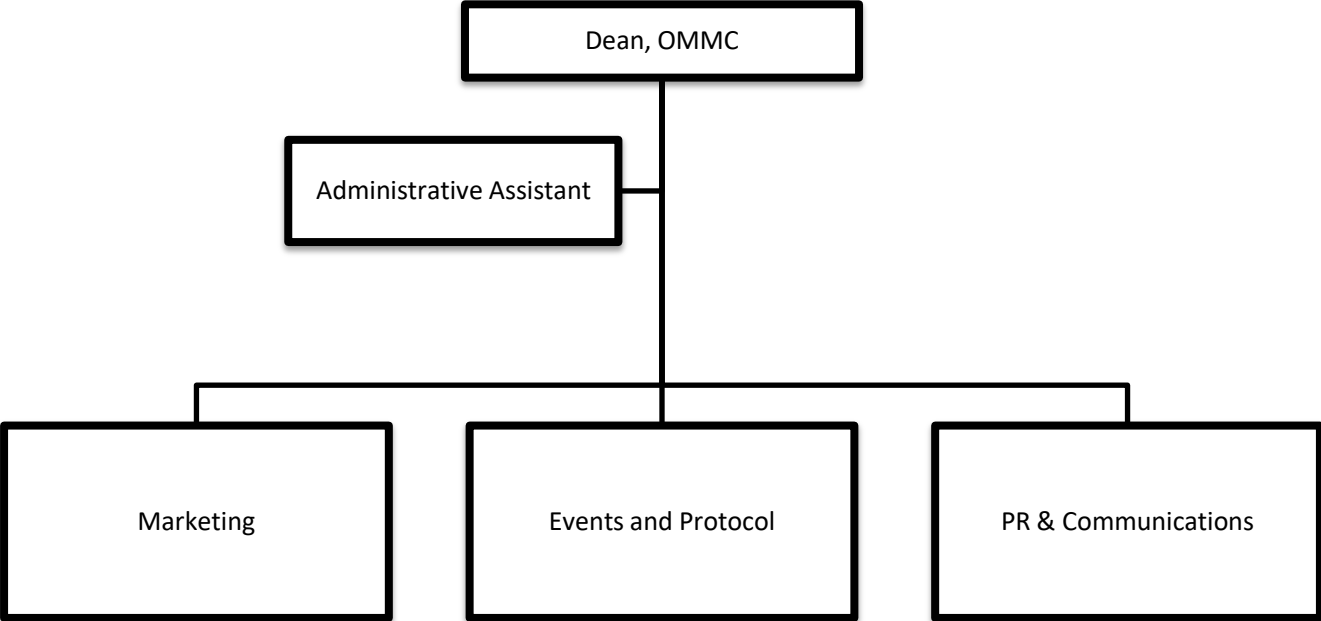 Dean, OMMC
Administrative Assistant
Marketing
Events and Protocol
PR & Communications